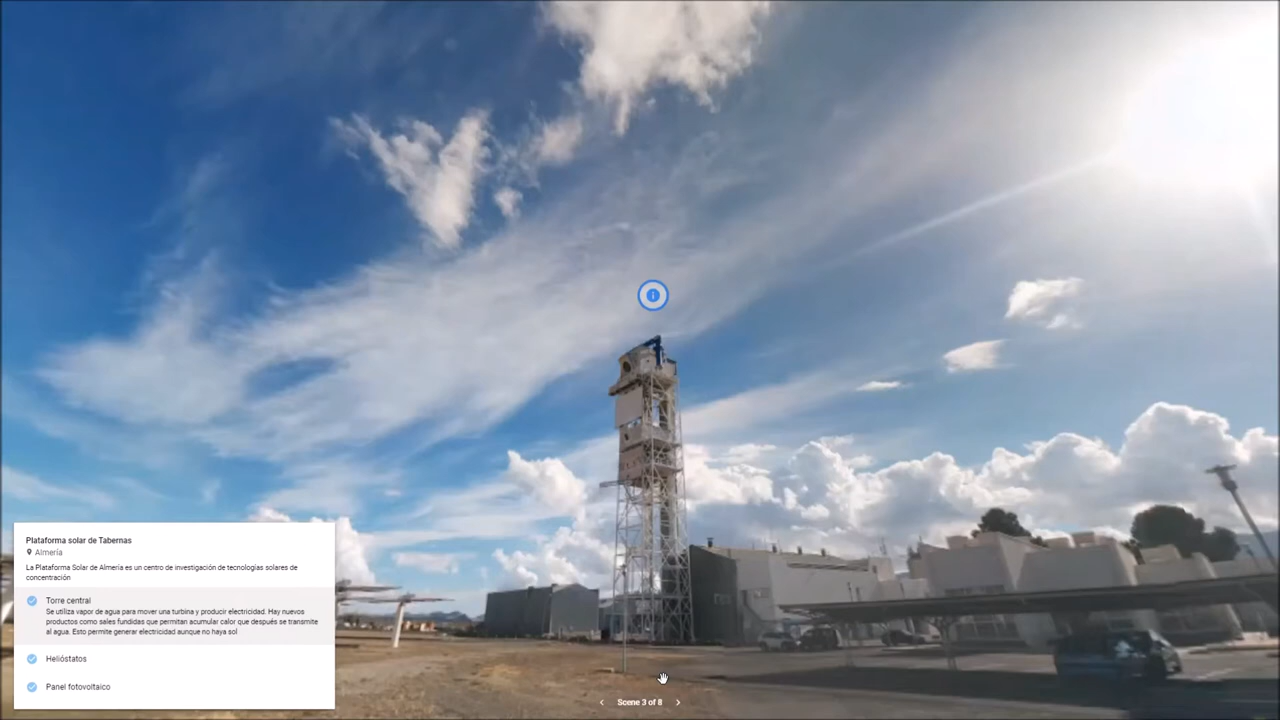 Plataforma solar de Tabernas
Almería
La Plataforma Solar de Almería es un centro de investigación de tecnologías solares de
concentración
Torre central
Se utiliza vapor de agua para mover una turbina y producir electricidad. Hay nuevos
productos como sales fundidas que permitan acumular calor que después se transmite
al agua. Esto permite generar electricidad aunque no haya sol
Helióstatos
Panel fotovoltaico
Scene 3 of 8